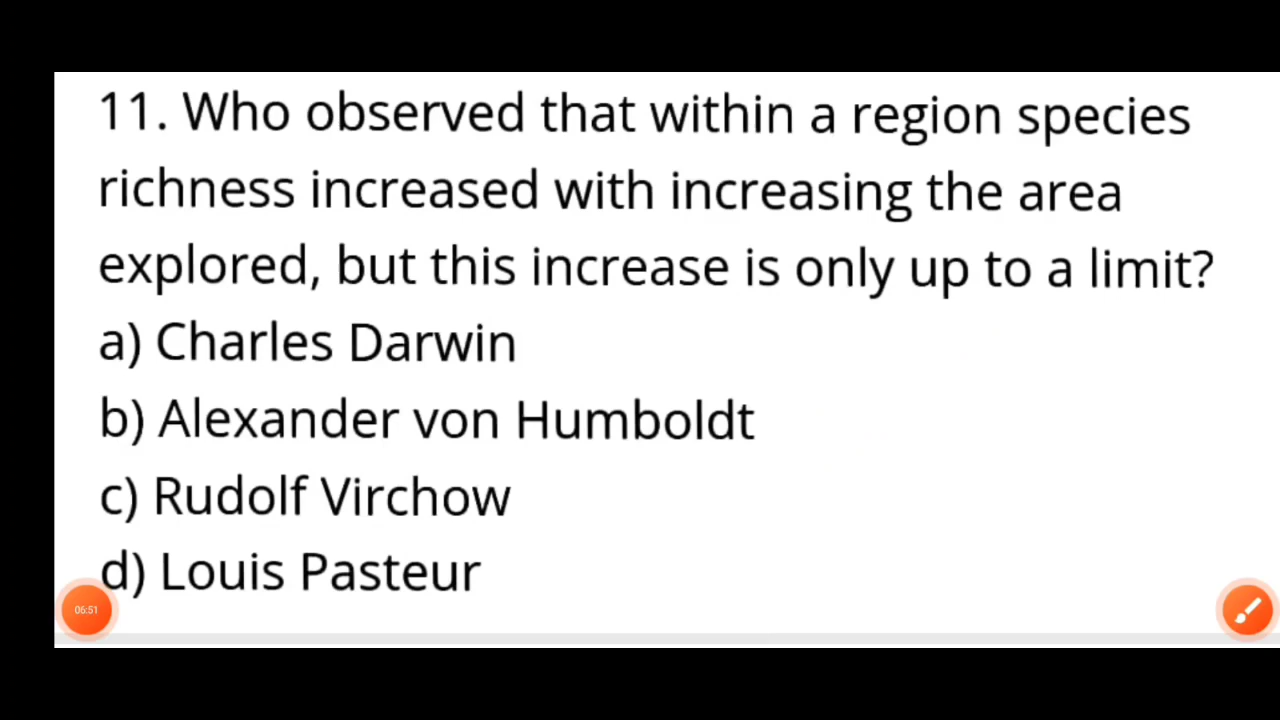 11. Who observed that within a region species
richness increased with increasing the area
explored, but this increase is only up to a limit?
a) Charles Darwin
b) Alexander von Humboldt
c) Rudolf Virchow
d) Louis Pasteur
06:51